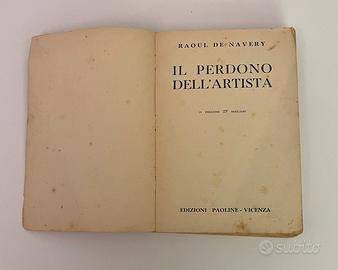 RAOUL DE NAVERY
IL PERDONO
DELL'ARTISTA
EDIZIONI PAOLINE - VICENZA
subito